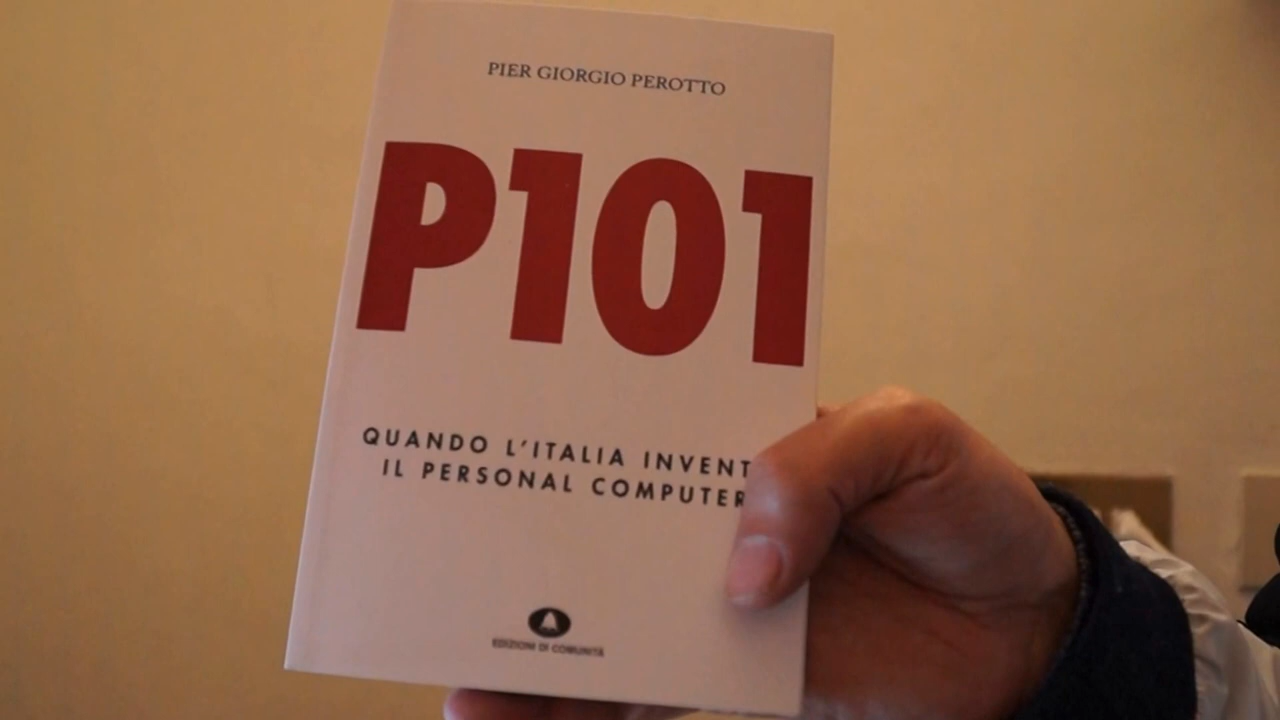 PIER GIORGIO PEROTTO
P101
QUANDO L'ITALIA INVENT
IL PERSONAL COMPUTER
EDIZIONI DI COMUNITÀ